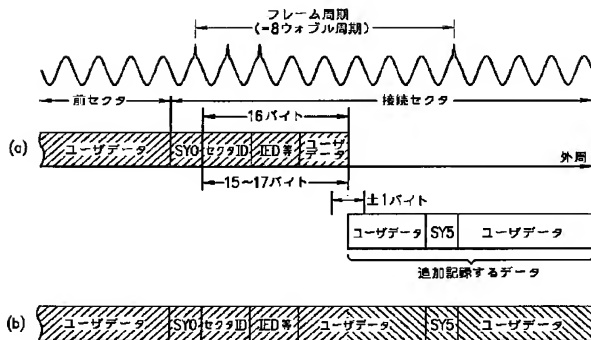 フレーム周期
(=8ウォブル周期)
前セクタ
接続セクタ
16バイト
(a)
ユーザデータ
SY0
セクタID
IED等
ユーザデータ
外周
15~17バイト
±1バイト
ユーザデータ
SY5
ユーザデータ
追加記録するデータ
(b)
ユーザデータ
SY0
セクタID
IED等
ユーザデータ
SY5
ユーザデータ